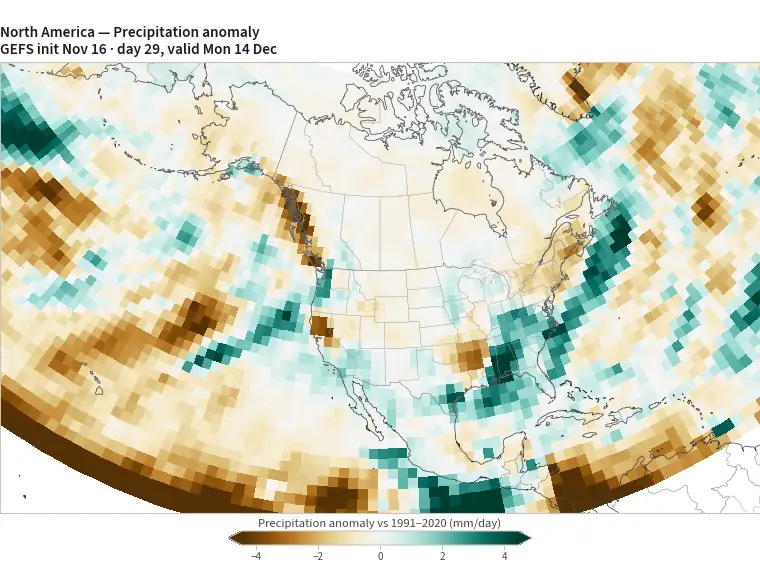 North America — Precipitation anomaly
GEFS init Nov 16 · day 29, valid Mon 14 Dec
Precipitation anomaly vs 1991–2020 (mm/day)
−4 −2 0 2 4